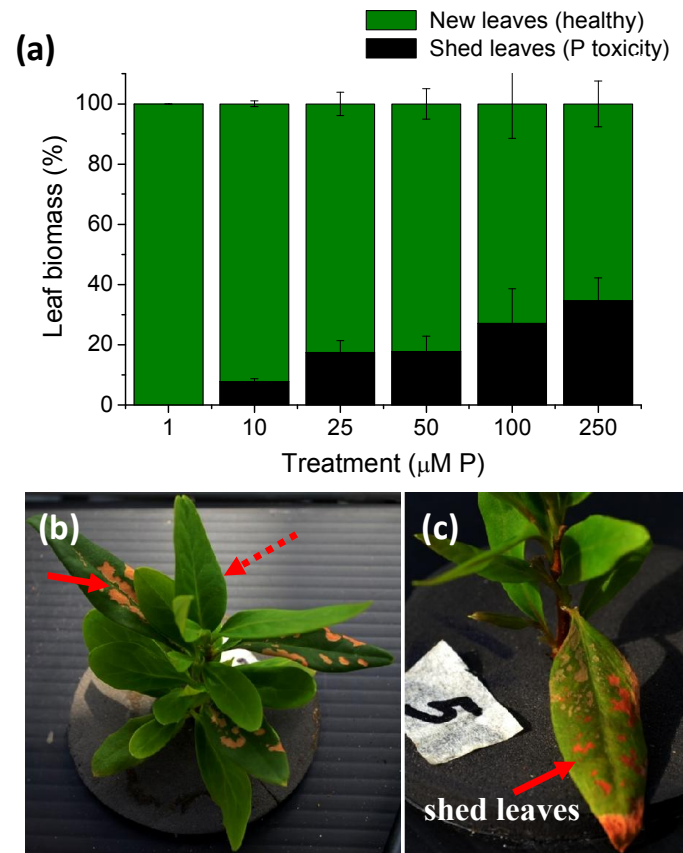 (a)
New leaves (healthy)
Shed leaves (P toxicity)
100
80
60
40
20
0
Leaf biomass (%)
1 10 25 50 100 250
Treatment (μM P)
(b)
(c)
5
shed leaves